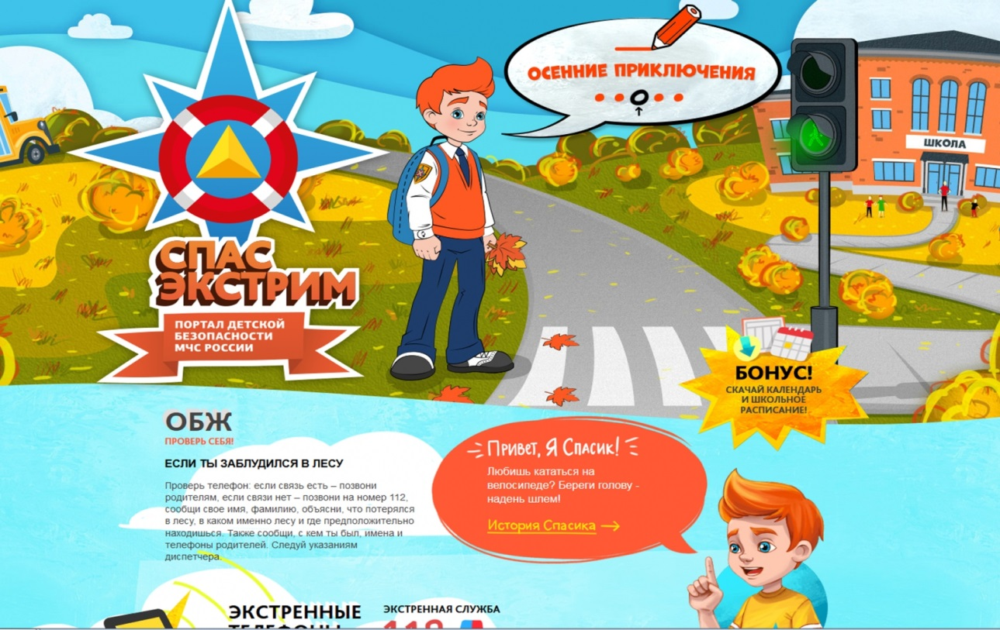 ОСЕННИЕ ПРИКЛЮЧЕНИЯ
ШКОЛА
СПАС
ЭКСТРИМ
ПОРТАЛ ДЕТСКОЙ
БЕЗОПАСНОСТИ
МЧС РОССИИ
БОНУС!
СКАЧАЙ КАЛЕНДАРЬ
И ШКОЛЬНОЕ
РАСПИСАНИЕ!
ОБЖ
ПРОВЕРЬ СЕБЯ!
ЕСЛИ ТЫ ЗАБЛУДИЛСЯ В ЛЕСУ
Проверь телефон: если связь есть – позвони
родителям, если связи нет – позвони на номер 112,
сообщи свое имя, фамилию, объясни, что потерялся
в лесу, в каком именно лесу и где предположительно
находишься. Также сообщи, с кем ты был, имена и
телефоны родителей. Следуй указаниям
диспетчера.
Привет, Я Спасик!
Любишь кататься на
велосипеде? Береги голову -
надень шлем!
История Спасика →
ЭКСТРЕННЫЕ
ТЕЛЕФОНЫ
ЭКСТРЕННАЯ СЛУЖБА